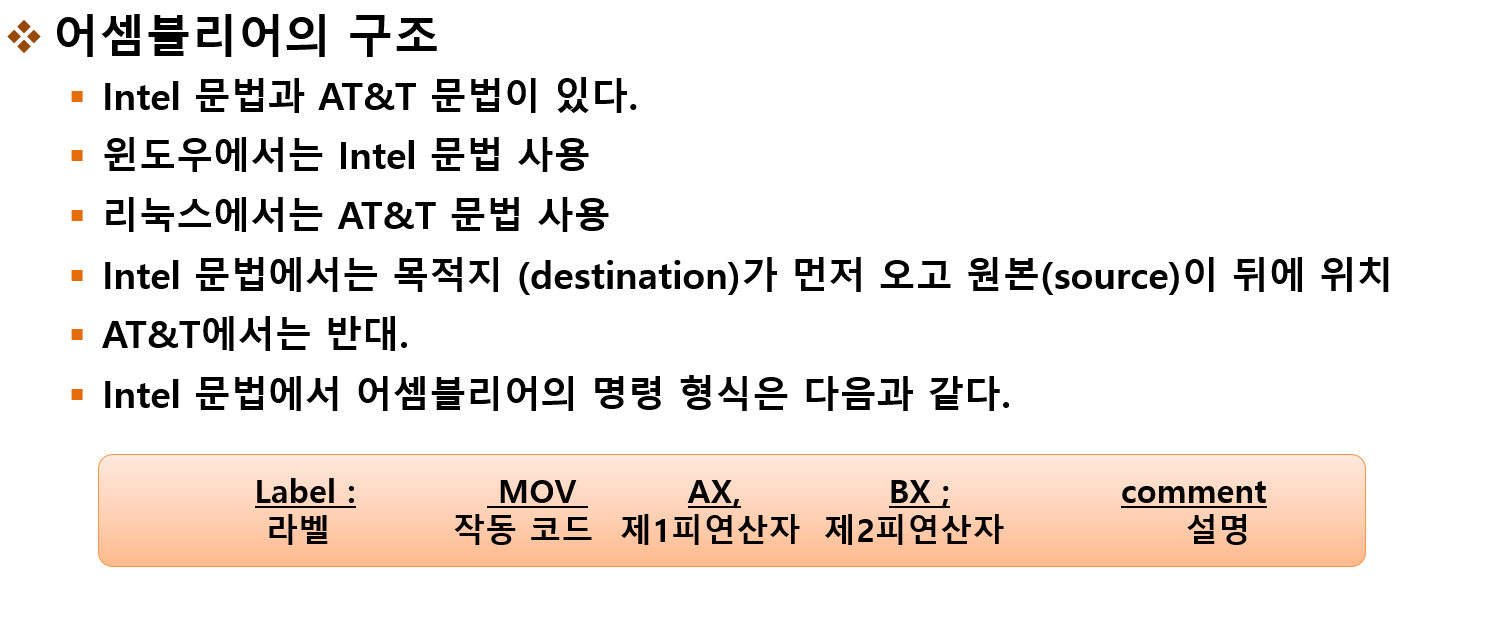 어셈블리어의 구조
Intel 문법과 AT&T 문법이 있다.
윈도우에서는 Intel 문법 사용
리눅스에서는 AT&T 문법 사용
Intel 문법에서는 목적지 (destination)가 먼저 오고 원본(source)이 뒤에 위치
AT&T에서는 반대.
Intel 문법에서 어셈블리어의 명령 형식은 다음과 같다.
Label : MOV AX, BX ; comment
라벨 작동 코드 제1피연산자 제2피연산자 설명